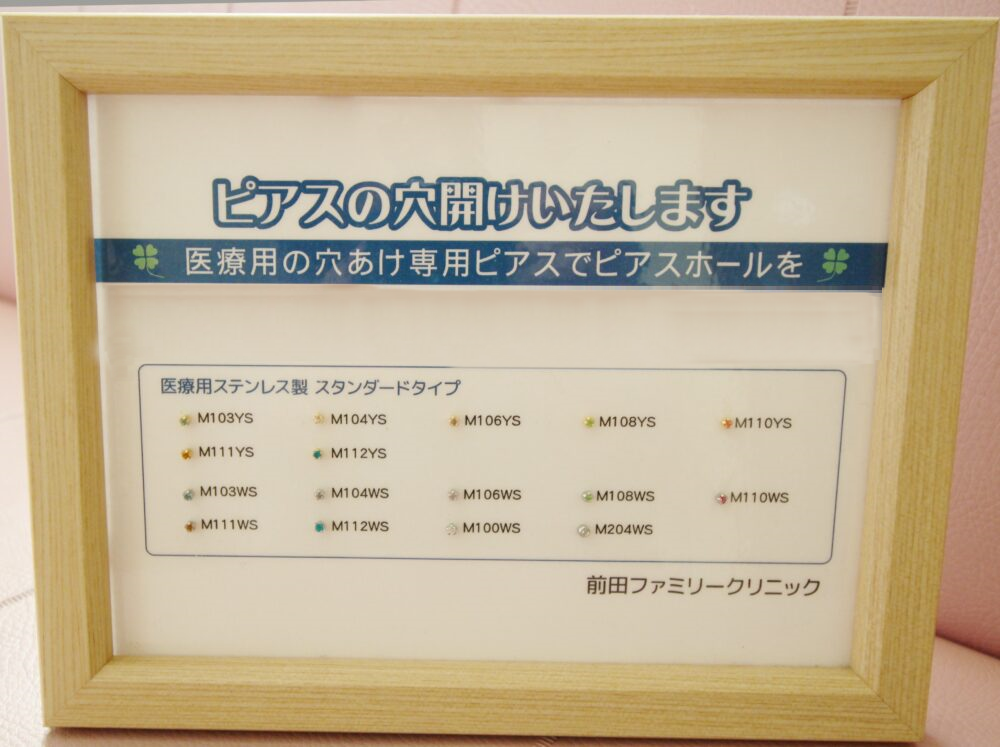 ピアスの穴開けいたします
医療用の穴あけ専用ピアスでピアスホールを
医療用ステンレス製 スタンダードタイプ
M103YS M104YS M106YS M108YS M110YS
M111YS M112YS
M103WS M104WS M106WS M108WS M110WS
M111WS M112WS M100WS M204WS
前田ファミリークリニック